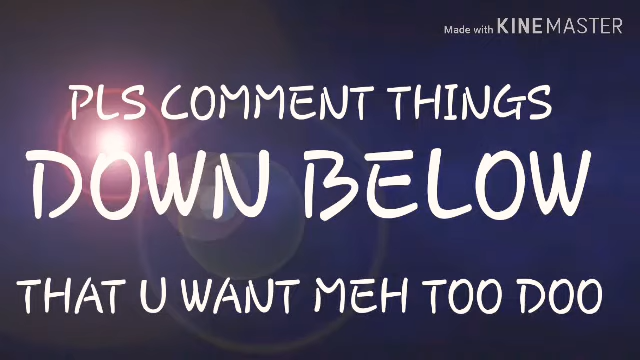 Made with KINEMASTER
PLS COMMENT THINGS
DOWN BELOW
THAT U WANT MEH TOO DOO